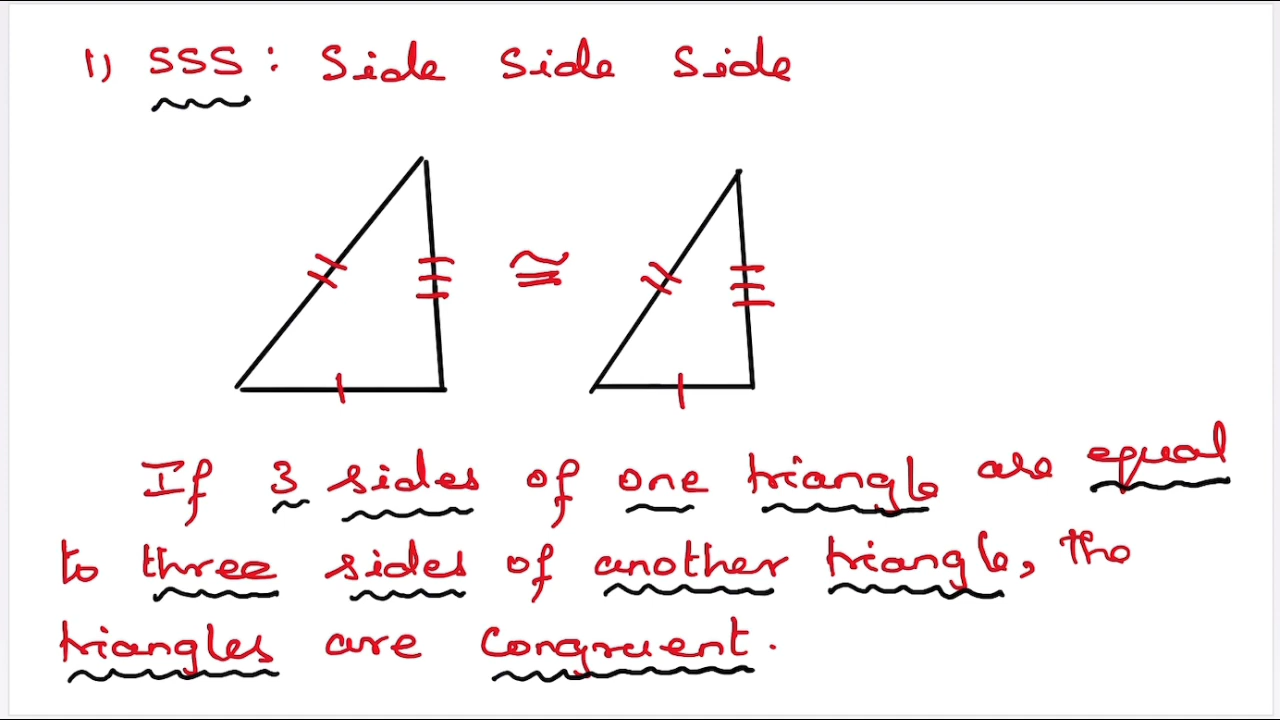 1) SSS : Side Side Side
≅
If 3 sides of one triangle are equal
to three sides of another triangle, the
triangles are congruent.